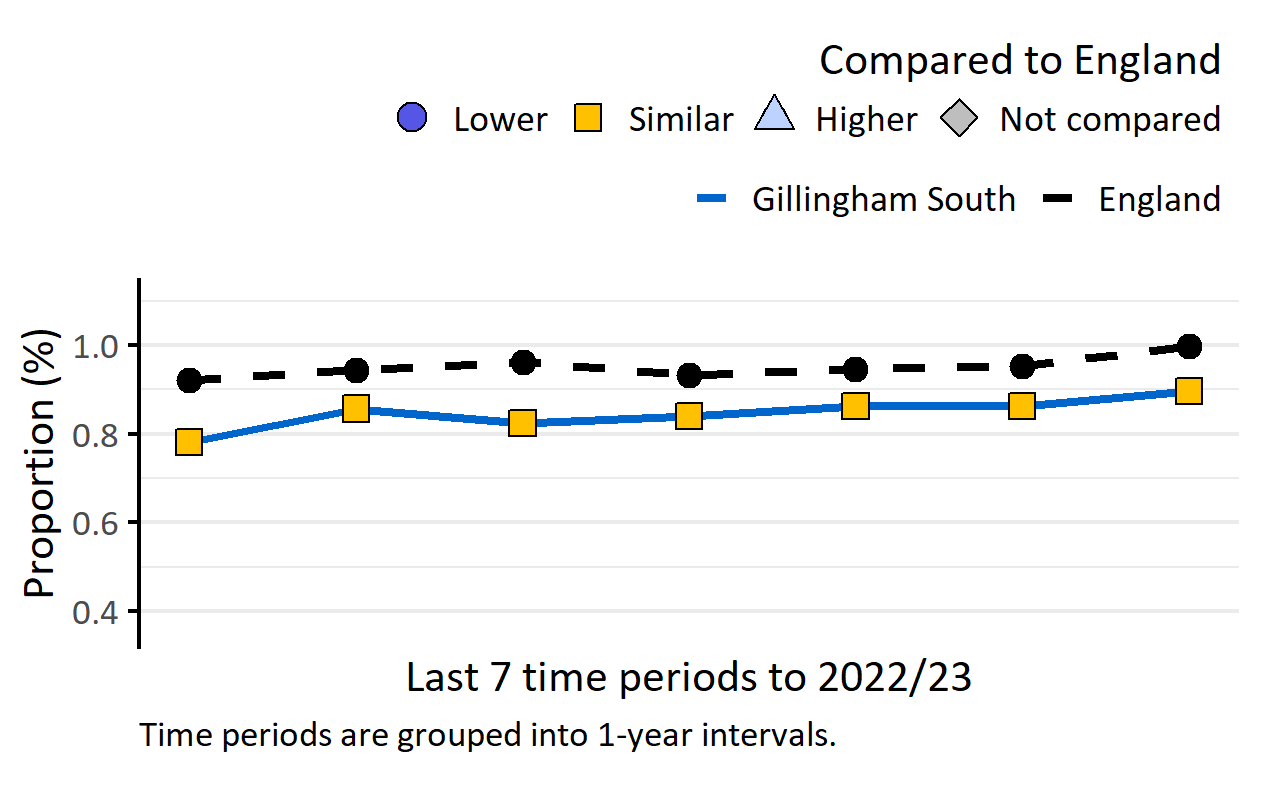 Compared to England
Lower Similar Higher Not compared
Gillingham South England
Proportion (%)
1.0
0.8
0.6
0.4
Last 7 time periods to 2022/23
Time periods are grouped into 1-year intervals.